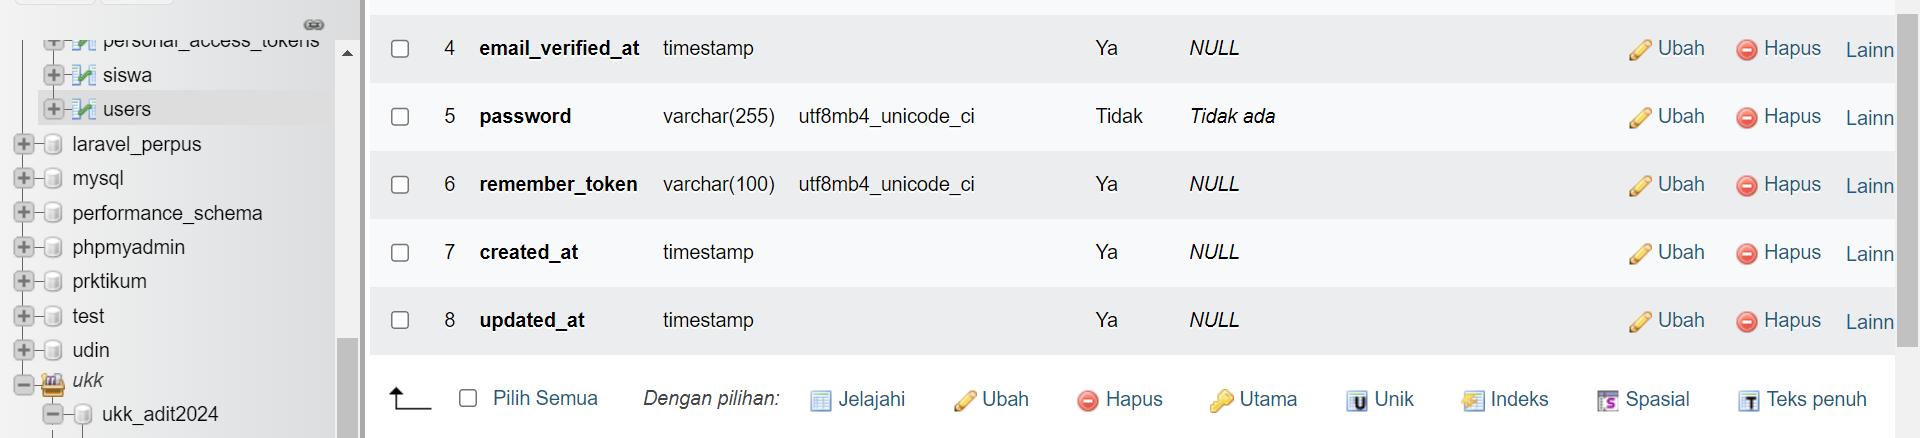 personal_access_tokens
siswa
users
laravel_perpus
mysql
performance_schema
phpmyadmin
prktikum
test
udin
ukk
ukk_adit2024
4 email_verified_at timestamp Ya NULL Ubah Hapus Lainn
5 password varchar(255) utf8mb4_unicode_ci Tidak Tidak ada Ubah Hapus Lainn
6 remember_token varchar(100) utf8mb4_unicode_ci Ya NULL Ubah Hapus Lainn
7 created_at timestamp Ya NULL Ubah Hapus Lainn
8 updated_at timestamp Ya NULL Ubah Hapus Lainn
Pilih Semua Dengan pilihan: Jelajahi Ubah Hapus Utama Unik Indeks Spasial Teks penuh